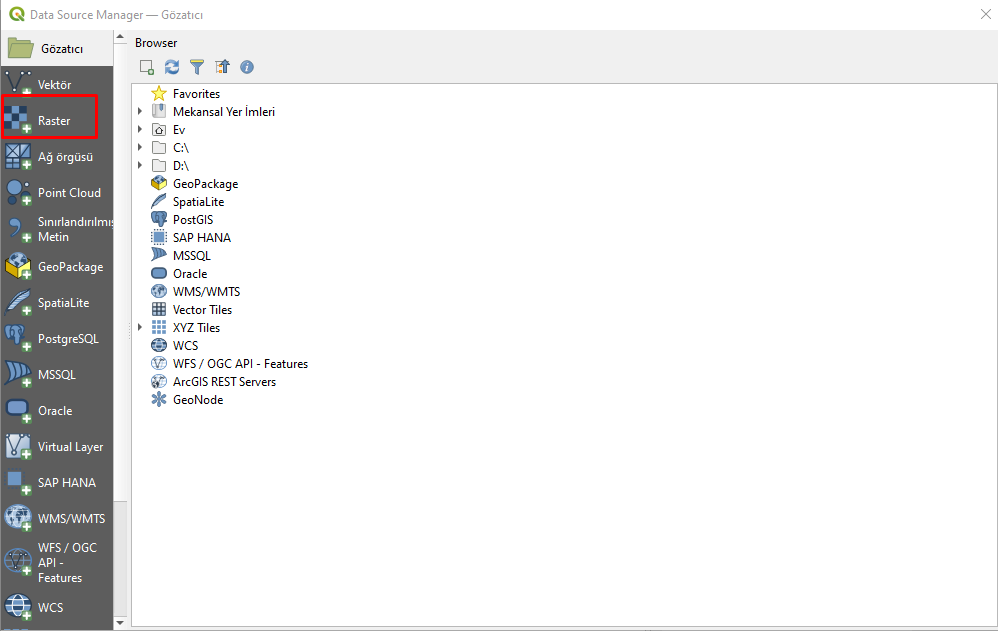 Data Source Manager — Gözatıcı
Gözatıcı
Vektör
Raster
Ağ örgüsü
Point Cloud
Sınırlandırılmış
Metin
GeoPackage
SpatiaLite
PostgreSQL
MSSQL
Oracle
Virtual Layer
SAP HANA
WMS/WMTS
WFS / OGC
API -
Features
WCS
Browser
Favorites
Mekansal Yer İmleri
Ev
C:\
D:\
GeoPackage
SpatiaLite
PostGIS
SAP HANA
MSSQL
Oracle
WMS/WMTS
Vector Tiles
XYZ Tiles
WCS
WFS / OGC API - Features
ArcGIS REST Servers
GeoNode